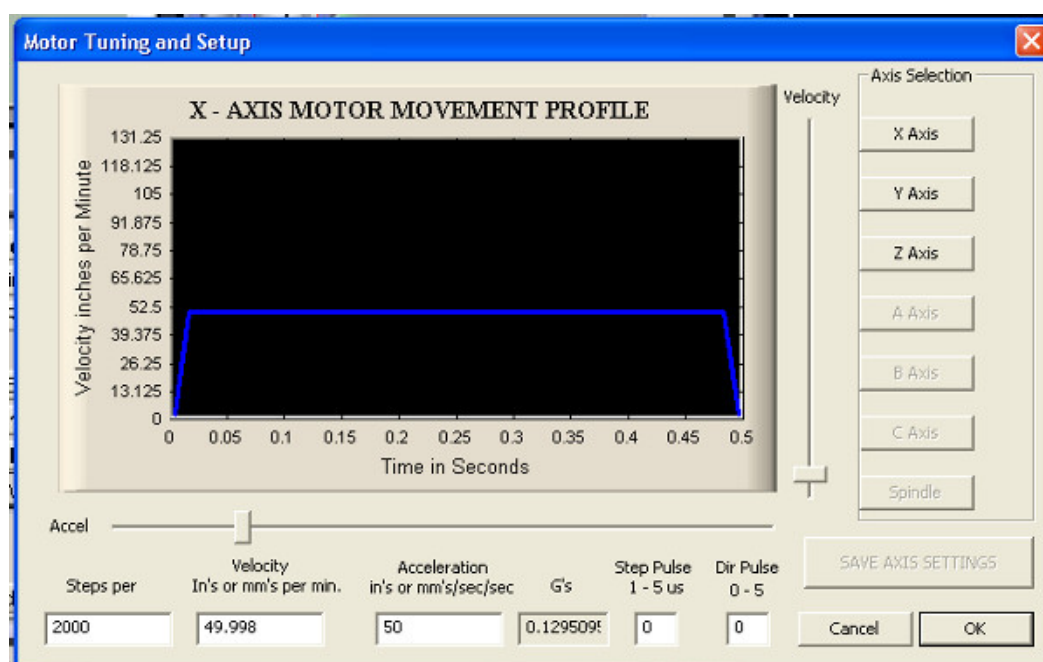 Motor Tuning and Setup
Axis Selection
X - AXIS MOTOR MOVEMENT PROFILE
Velocity
Velocity inches per Minute
131.25
118.125
105
91.875
78.75
65.625
52.5
39.375
26.25
13.125
0
0 0.05 0.1 0.15 0.2 0.25 0.3 0.35 0.4 0.45 0.5
Time in Seconds
X Axis
Y Axis
Z Axis
A Axis
B Axis
C Axis
Spindle
Accel
SAVE AXIS SETTINGS
Steps per
Velocity
In's or mm's per min.
Acceleration
in's or mm's/sec/sec
G's
Step Pulse
1 - 5 us
Dir Pulse
0 - 5
2000 49.998 50 0.129509 0 0
Cancel OK